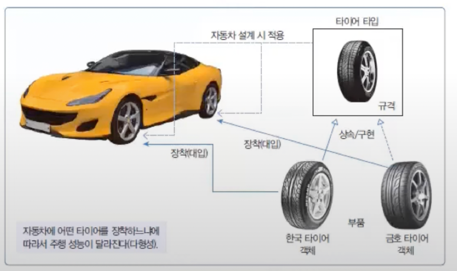 타이어 타입
자동차 설계 시 적용
규격
상속/구현
장착(대입)
장착(대입)
부품
한국 타이어
객체
금호 타이어
객체
자동차에 어떤 타이어를 장착하느냐에
따라서 주행 성능이 달라진다(다형성).